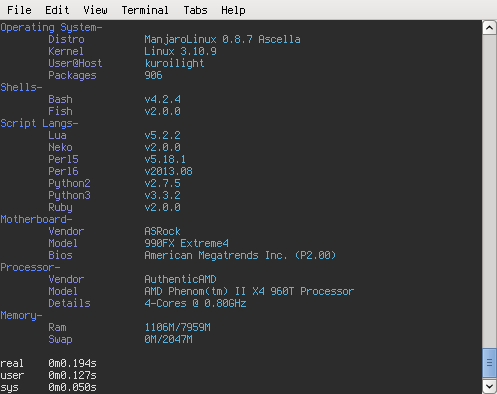 File Edit View Terminal Tabs Help
Operating System-
Distro ManjaroLinux 0.8.7 Ascella
Kernel Linux 3.10.9
User@Host kuroilight
Packages 906
Shells-
Bash v4.2.4
Fish v2.0.0
Script Langs-
Lua v5.2.2
Neko v2.0.0
Perl5 v5.18.1
Perl6 v2013.08
Python2 v2.7.5
Python3 v3.3.2
Ruby v2.0.0
Motherboard-
Vendor ASRock
Model 990FX Extreme4
Bios American Megatrends Inc. (P2.00)
Processor-
Vendor AuthenticAMD
Model AMD Phenom(tm) II X4 960T Processor
Details 4-Cores @ 0.80GHz
Memory-
Ram 1106M/7959M
Swap 0M/2047M
real 0m0.194s
user 0m0.127s
sys 0m0.050s